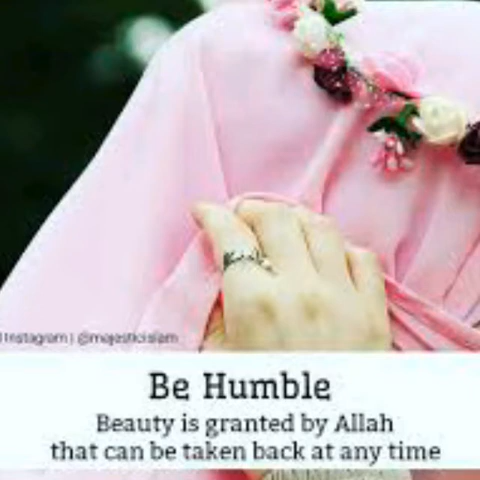 Instagram | @majesticislam
Be Humble
Beauty is granted by Allah
that can be taken back at any time